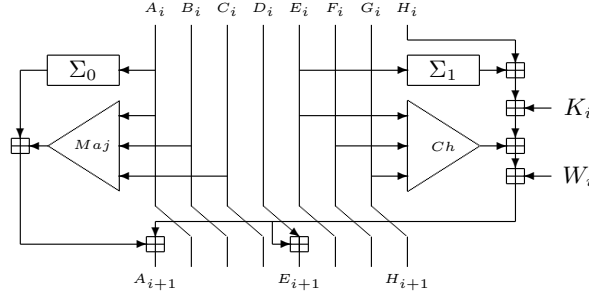 A_i B_i C_i D_i E_i F_i G_i H_i
Σ_0 Σ_1
K_i
Maj Ch
W_i
A_{i+1} E_{i+1} H_{i+1}